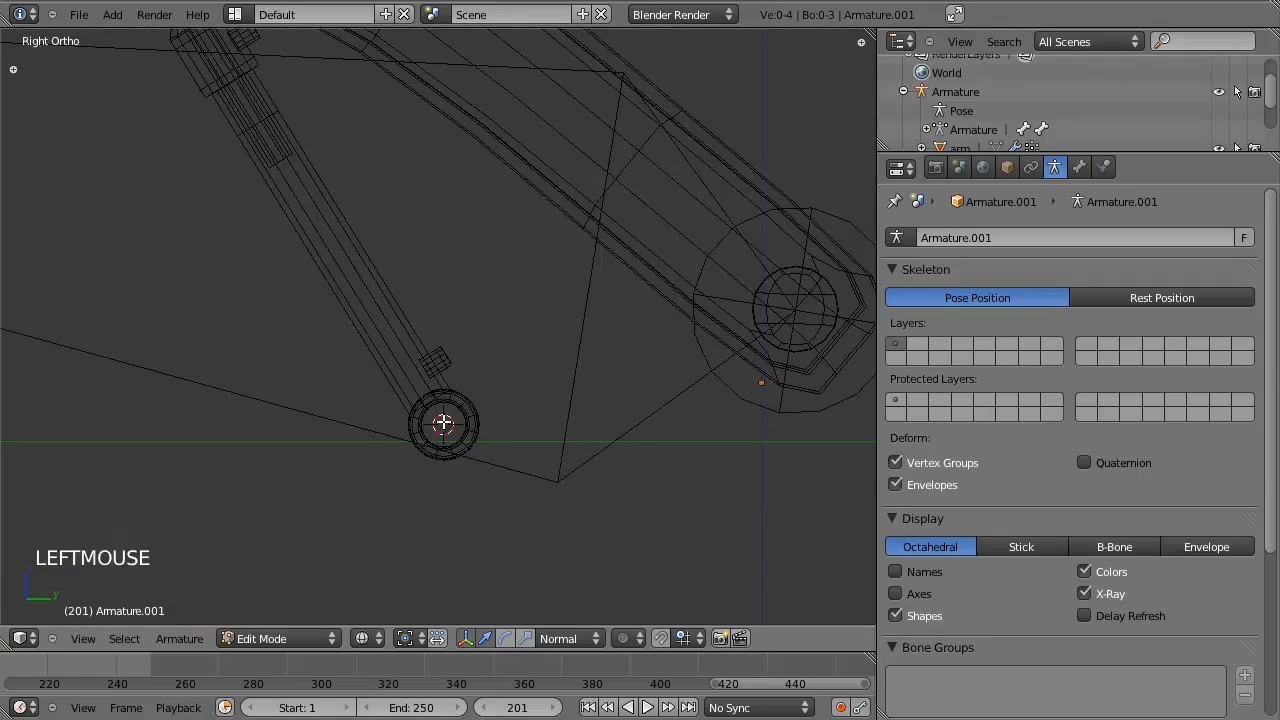 File Add Render Help Default Scene Blender Render Ve:0-4 | Bo:0-3 | Armature.001
Right Ortho
View Search All Scenes
World
Armature
Pose
Armature
Armature.001 Armature.001
Armature.001 F
Skeleton
Pose Position Rest Position
Layers:
Protected Layers:
Deform:
Vertex Groups Quaternion
Envelopes
Display
Octahedral Stick B-Bone Envelope
Names Colors
Axes X-Ray
Shapes Delay Refresh
Bone Groups
LEFTMOUSE
y
(201) Armature.001
View Select Armature Edit Mode Normal
220 240 260 280 300 320 340 360 380 400 420 440
View Frame Playback Start: 1 End: 250 201 No Sync